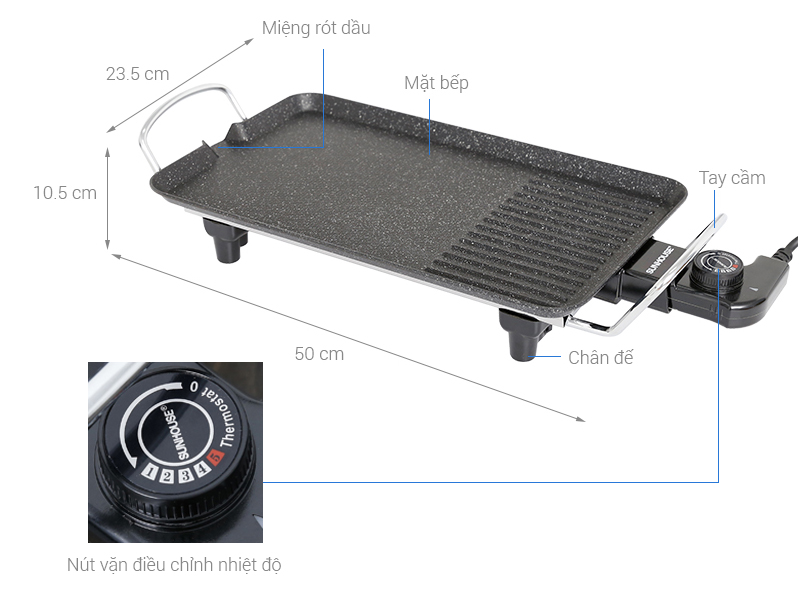 Miệng rót dầu
23.5 cm
Mặt bếp
10.5 cm
Tay cầm
SUNHOUSE
50 cm
Chân đế
Thermostat 0
SUNHOUSE®
1 2 3 4 5
Nút vặn điều chỉnh nhiệt độ